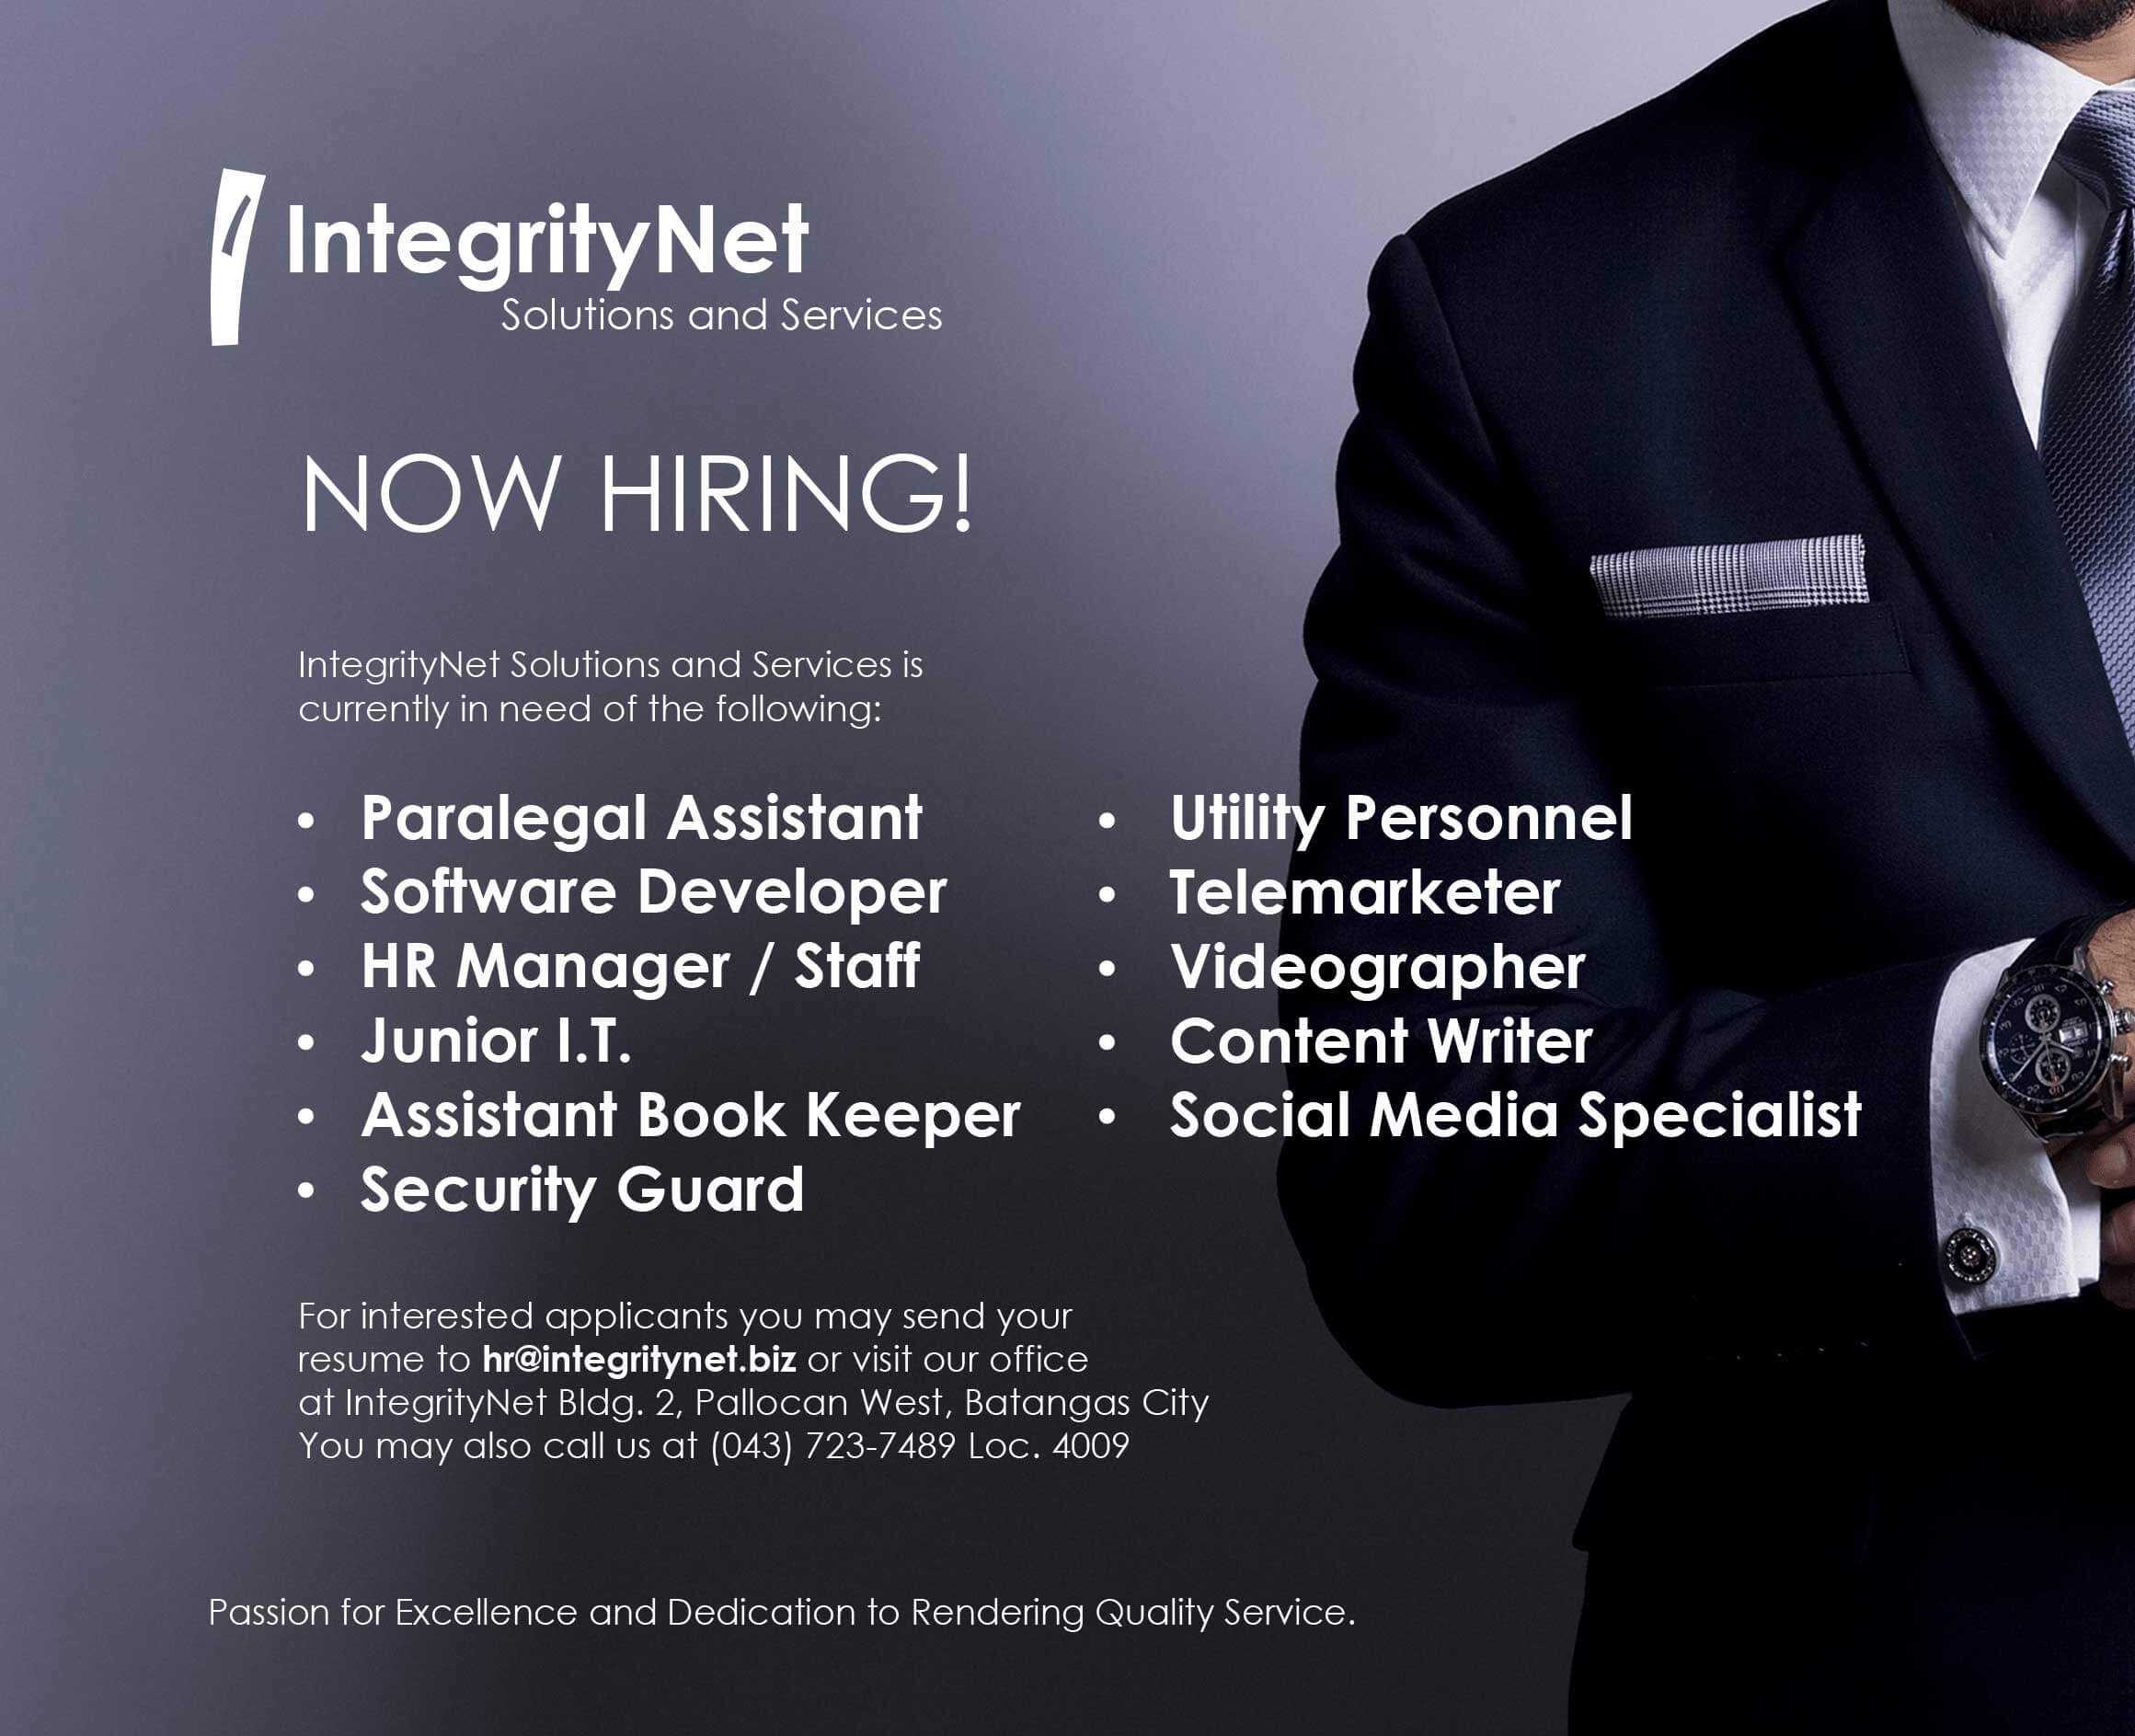 IntegrityNet
Solutions and Services
NOW HIRING!
IntegrityNet Solutions and Services is
currently in need of the following:
• Paralegal Assistant
• Software Developer
• HR Manager / Staff
• Junior I.T.
• Assistant Book Keeper
• Security Guard
• Utility Personnel
• Telemarketer
• Videographer
• Content Writer
• Social Media Specialist
For interested applicants you may send your
resume to hr@integritynet.biz or visit our office
at IntegrityNet Bldg. 2, Pallocan West, Batangas City
You may also call us at (043) 723-7489 Loc. 4009
Passion for Excellence and Dedication to Rendering Quality Service.